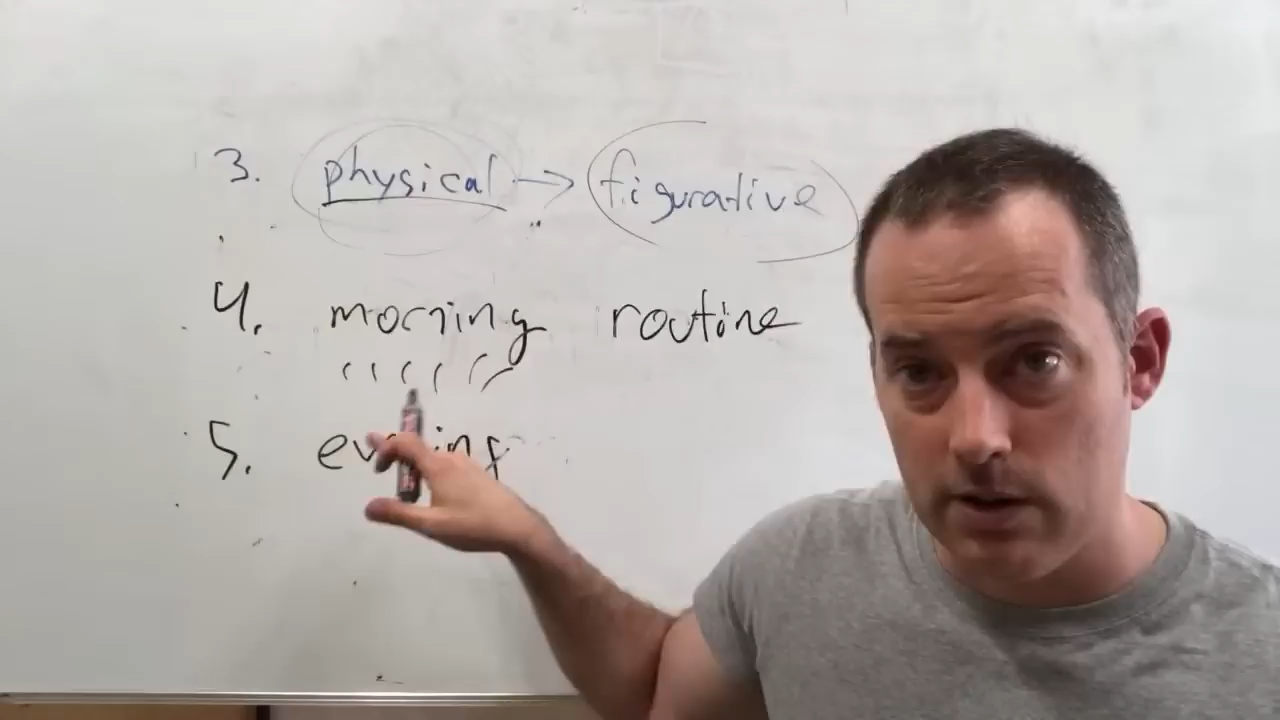 3. physical → figurative
4. morning routine
5. evening